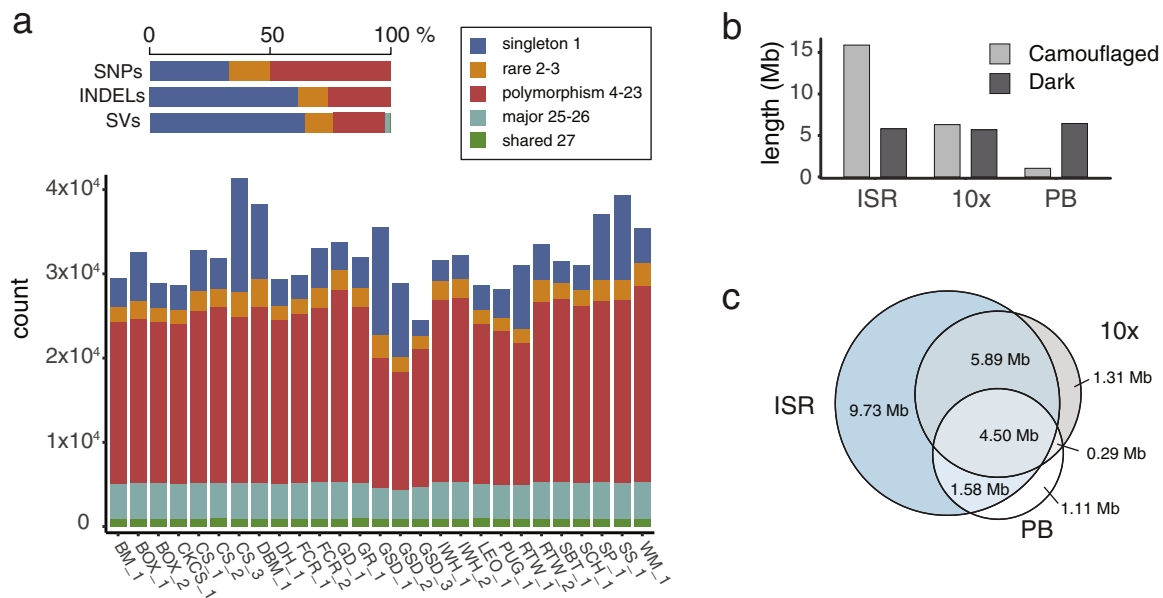 a
0 50 100 %
SNPs
INDELs
SVs
singleton 1
rare 2-3
polymorphism 4-23
major 25-26
shared 27
count
4x10⁴
3x10⁴
2x10⁴
1x10⁴
0
BM_1 BOX_1 BOX_2 CKCS_1 CS_1 CS_2 CS_3 DBM_1 DH_1 FCR_1 FCR_2 GD_1 GR_1 GSD_1 GSD_2 GSD_3 IWH_1 IWH_2 LEO_1 PUG_1 RTW_1 RTW_2 SBT_1 SCH_1 SP_1 SS_1 WM_1
b
length (Mb)
15
10
5
0
Camouflaged
Dark
ISR 10x PB
c
10x
5.89 Mb
1.31 Mb
ISR
9.73 Mb
4.50 Mb
0.29 Mb
1.58 Mb
1.11 Mb
PB